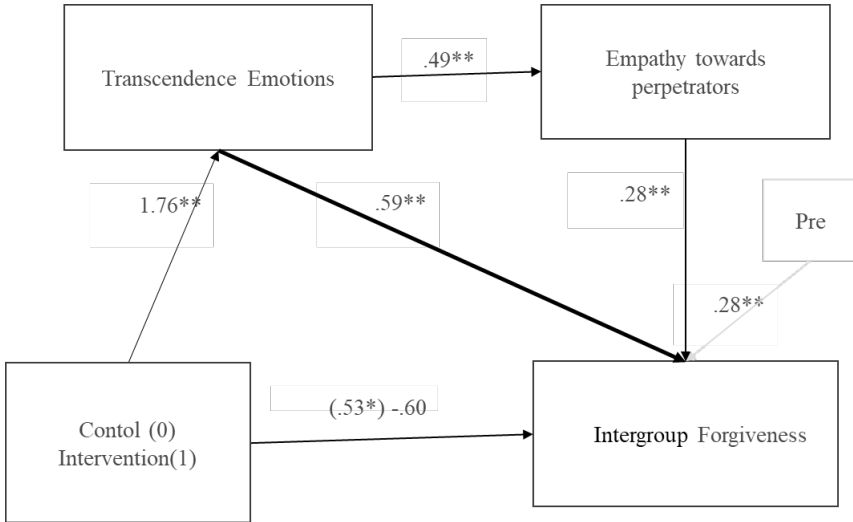 Transcendence Emotions
.49**
Empathy towards
perpetrators
1.76**
.59**
.28**
Pre
.28**
Contol (0)
Intervention(1)
(.53*) -.60
Intergroup Forgiveness